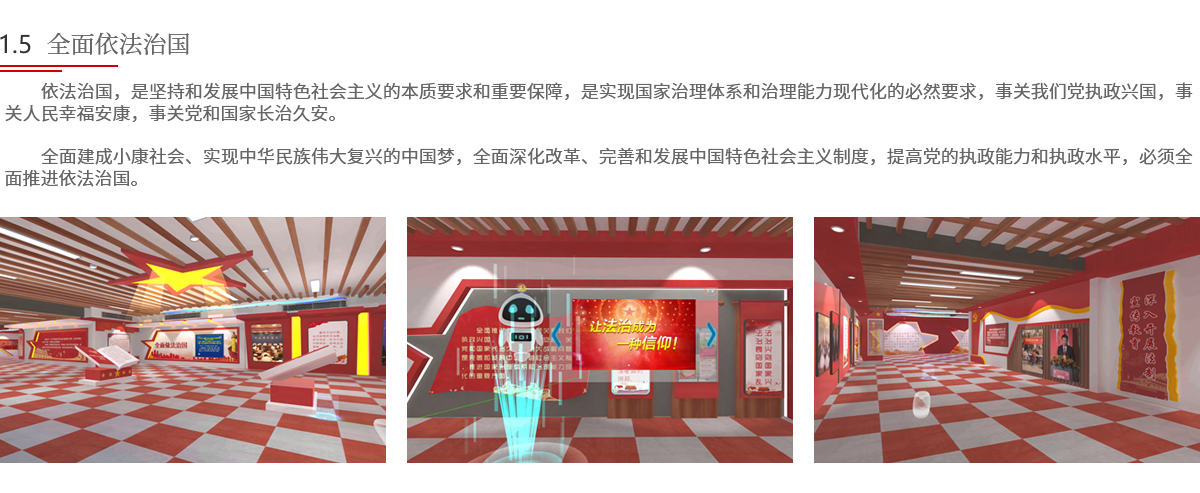 1.5 全面依法治国
依法治国，是坚持和发展中国特色社会主义的本质要求和重要保障，是实现国家治理体系和治理能力现代化的必然要求，事关我们党执政兴国，事
关人民幸福安康，事关党和国家长治久安。
全面建成小康社会、实现中华民族伟大复兴的中国梦，全面深化改革、完善和发展中国特色社会主义制度，提高党的执政能力和执政水平，必须全
面推进依法治国。
全面依法治国
让法治成为
一种信仰！
1101
深入开展法制
宣传教育